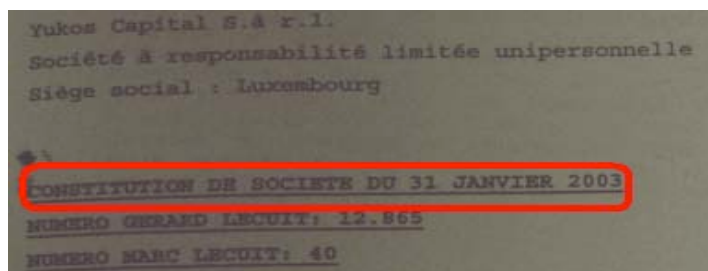 Yukos Capital S.à r.l.
Société à responsabilité limitée unipersonnelle
Siège social : Luxembourg
CONSTITUTION DE SOCIETE DU 31 JANVIER 2003
NUMERO GERARD LECUIT: 12.865
NUMERO MARC LECUIT: 40